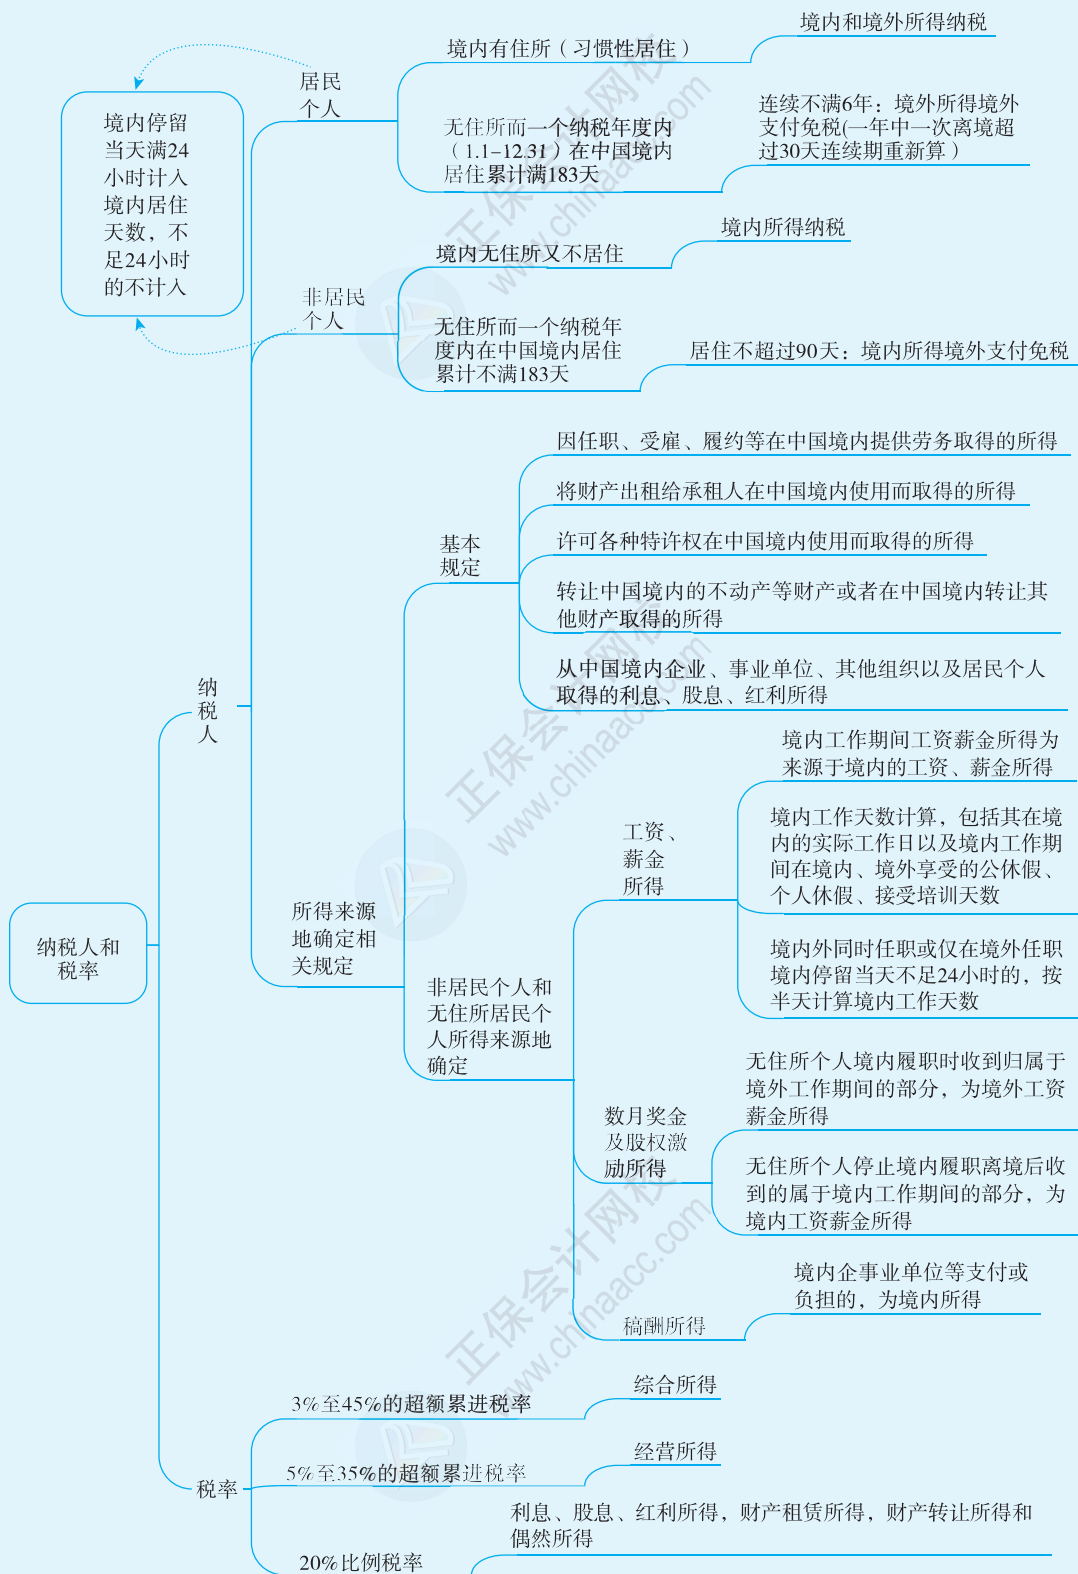 境内和境外所得纳税
境内有住所（习惯性居住）
居民
个人
境内停留
当天满24
小时计入
境内居住
天数，不
足24小时
的不计入
无住所而一个纳税年度内
（1.1-12.31）在中国境内
居住累计满183天
连续不满6年：境外所得境外
支付免税(一年中一次离境超
过30天连续期重新算）
境内所得纳税
境内无住所又不居住
非居民
个人
无住所而一个纳税年
度内在中国境内居住
累计不满183天
居住不超过90天：境内所得境外支付免税
因任职、受雇、履约等在中国境内提供劳务取得的所得
将财产出租给承租人在中国境内使用而取得的所得
基本
规定
许可各种特许权在中国境内使用而取得的所得
转让中国境内的不动产等财产或者在中国境内转让其
他财产取得的所得
从中国境内企业、事业单位、其他组织以及居民个人
取得的利息、股息、红利所得
纳
税
人
境内工作期间工资薪金所得为
来源于境内的工资、薪金所得
工资、
薪金
所得
境内工作天数计算，包括其在境
内的实际工作日以及境内工作期
间在境内、境外享受的公休假、
个人休假、接受培训天数
所得来源
地确定相
关规定
纳税人和
税率
境内外同时任职或仅在境外任职
境内停留当天不足24小时的，按
半天计算境内工作天数
非居民个人和
无住所居民个
人所得来源地
确定
无住所个人境内履职时收到归属于
境外工作期间的部分，为境外工资
薪金所得
数月奖金
及股权激
励所得
无住所个人停止境内履职离境后收
到的属于境内工作期间的部分，为
境内工资薪金所得
境内企事业单位等支付或
负担的，为境内所得
稿酬所得
3%至45%的超额累进税率
综合所得
5%至35%的超额累进税率
经营所得
税率
利息、股息、红利所得，财产租赁所得，财产转让所得和
偶然所得
20%比例税率
正保会计网校
www.chinaacc.com
正保会计网校
www.chinaacc.com
正保会计网校
www.chinaacc.com